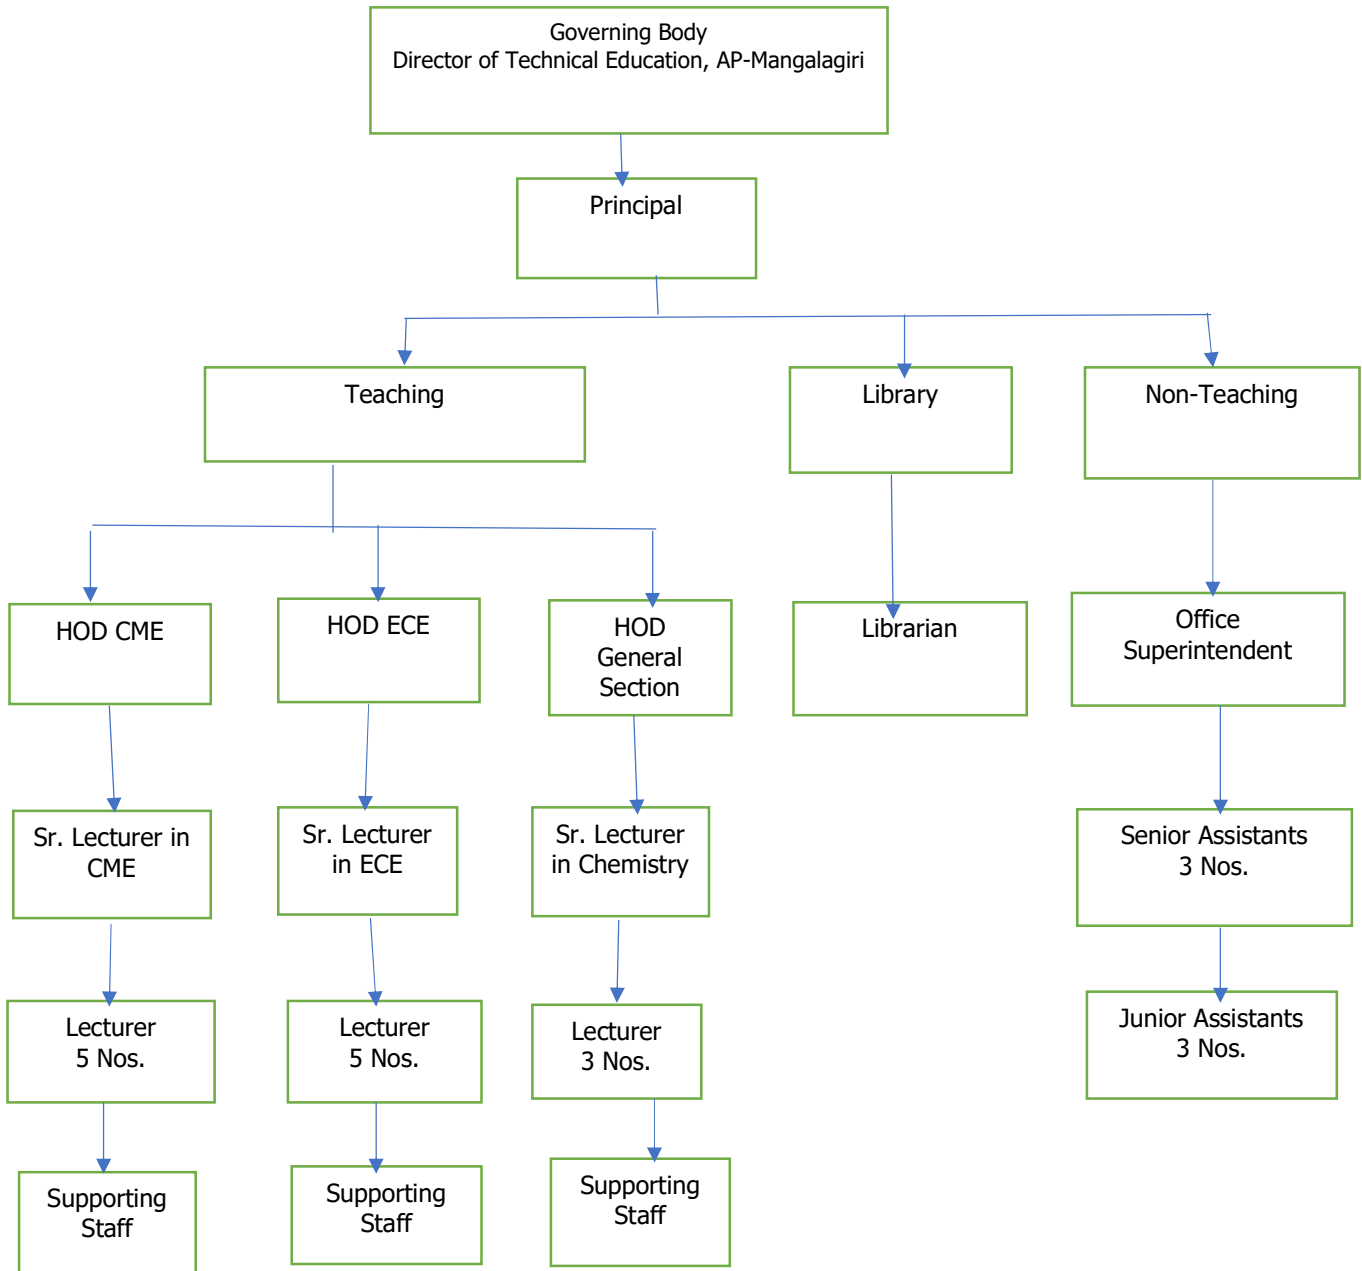 Governing Body
Director of Technical Education, AP-Mangalagiri
Principal
Teaching
Library
Non-Teaching
HOD CME
HOD ECE
HOD
General
Section
Librarian
Office
Superintendent
Sr. Lecturer in
CME
Sr. Lecturer
in ECE
Sr. Lecturer
in Chemistry
Senior Assistants
3 Nos.
Lecturer
5 Nos.
Lecturer
5 Nos.
Lecturer
3 Nos.
Junior Assistants
3 Nos.
Supporting
Staff
Supporting
Staff
Supporting
Staff